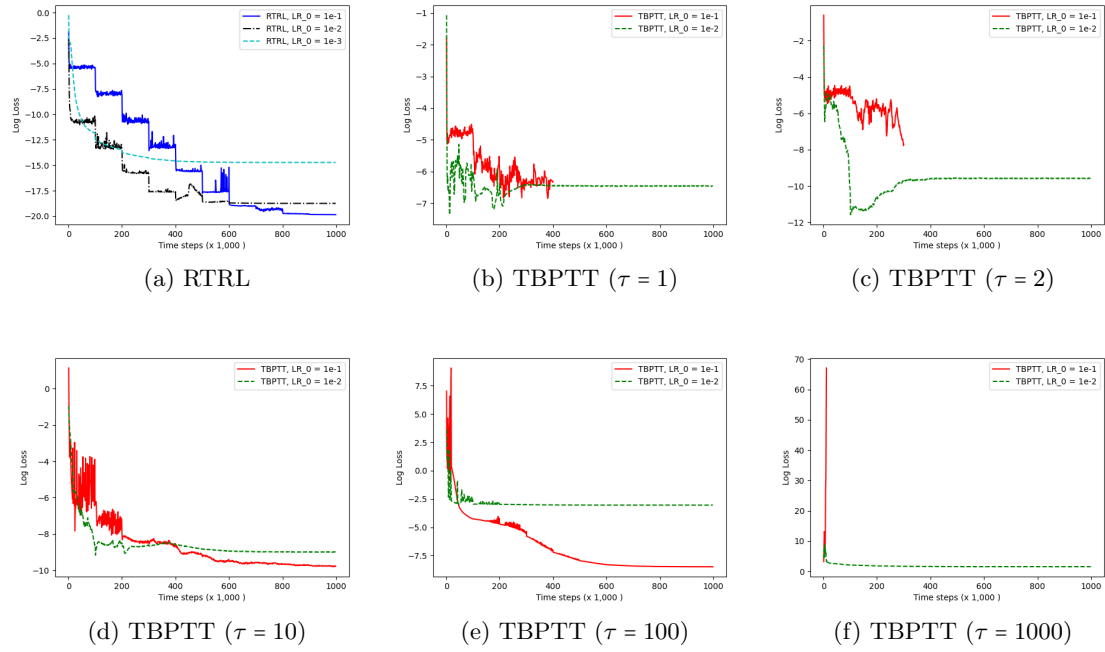 RTRL, LR_0 = 1e-1
RTRL, LR_0 = 1e-2
RTRL, LR_0 = 1e-3
0.0
−2.5
−5.0
−7.5
−10.0
−12.5
−15.0
−17.5
−20.0
Log Loss
0 200 400 600 800 1000
Time steps (x 1,000 )
(a) RTRL
TBPTT, LR_0 = 1e-1
TBPTT, LR_0 = 1e-2
−1
−2
−3
−4
−5
−6
−7
Log Loss
0 200 400 600 800 1000
Time steps (x 1,000 )
(b) TBPTT (τ = 1)
TBPTT, LR_0 = 1e-1
TBPTT, LR_0 = 1e-2
−2
−4
−6
−8
−10
−12
Log Loss
0 200 400 600 800 1000
Time steps (x 1,000 )
(c) TBPTT (τ = 2)
TBPTT, LR_0 = 1e-1
TBPTT, LR_0 = 1e-2
0
−2
−4
−6
−8
−10
Log Loss
0 200 400 600 800 1000
Time steps (x 1,000 )
(d) TBPTT (τ = 10)
TBPTT, LR_0 = 1e-1
TBPTT, LR_0 = 1e-2
7.5
5.0
2.5
0.0
−2.5
−5.0
−7.5
Log Loss
0 200 400 600 800 1000
Time steps (x 1,000 )
(e) TBPTT (τ = 100)
TBPTT, LR_0 = 1e-1
TBPTT, LR_0 = 1e-2
70
60
50
40
30
20
10
0
Log Loss
0 200 400 600 800 1000
Time steps (x 1,000 )
(f) TBPTT (τ = 1000)